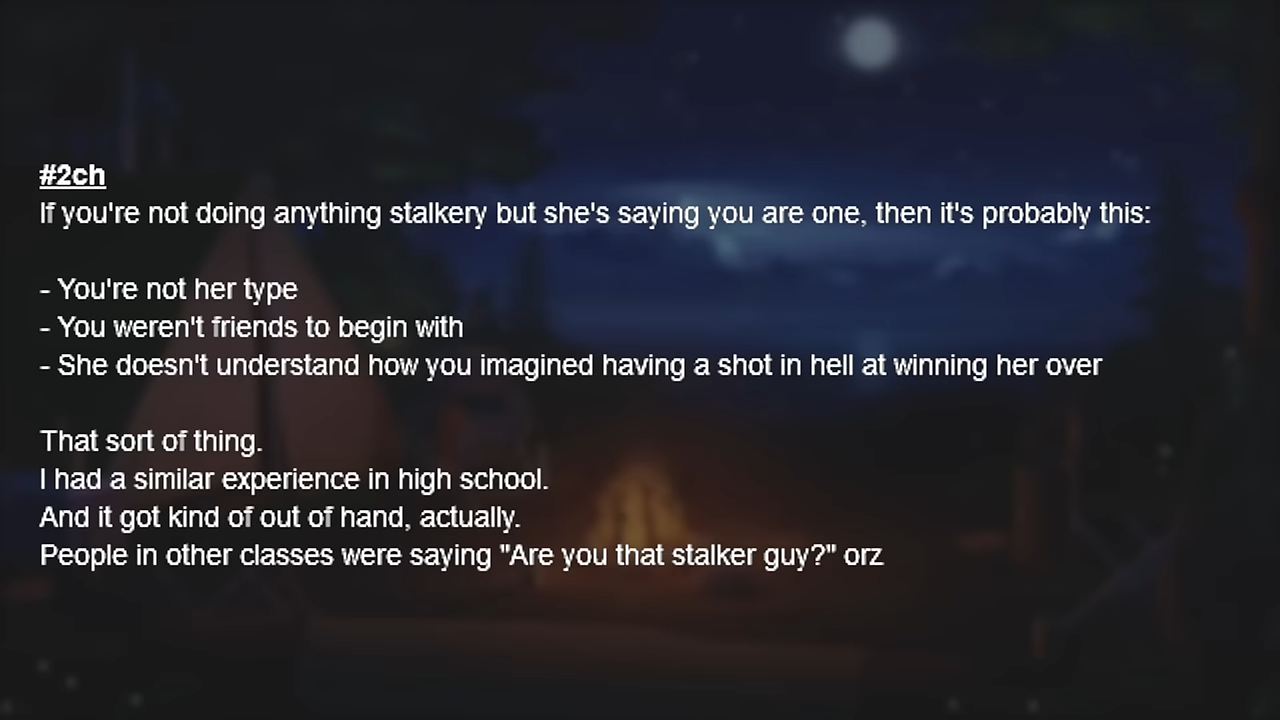 #2ch
If you're not doing anything stalkery but she's saying you are one, then it's probably this:
- You're not her type
- You weren't friends to begin with
- She doesn't understand how you imagined having a shot in hell at winning her over
That sort of thing.
I had a similar experience in high school.
And it got kind of out of hand, actually.
People in other classes were saying "Are you that stalker guy?" orz